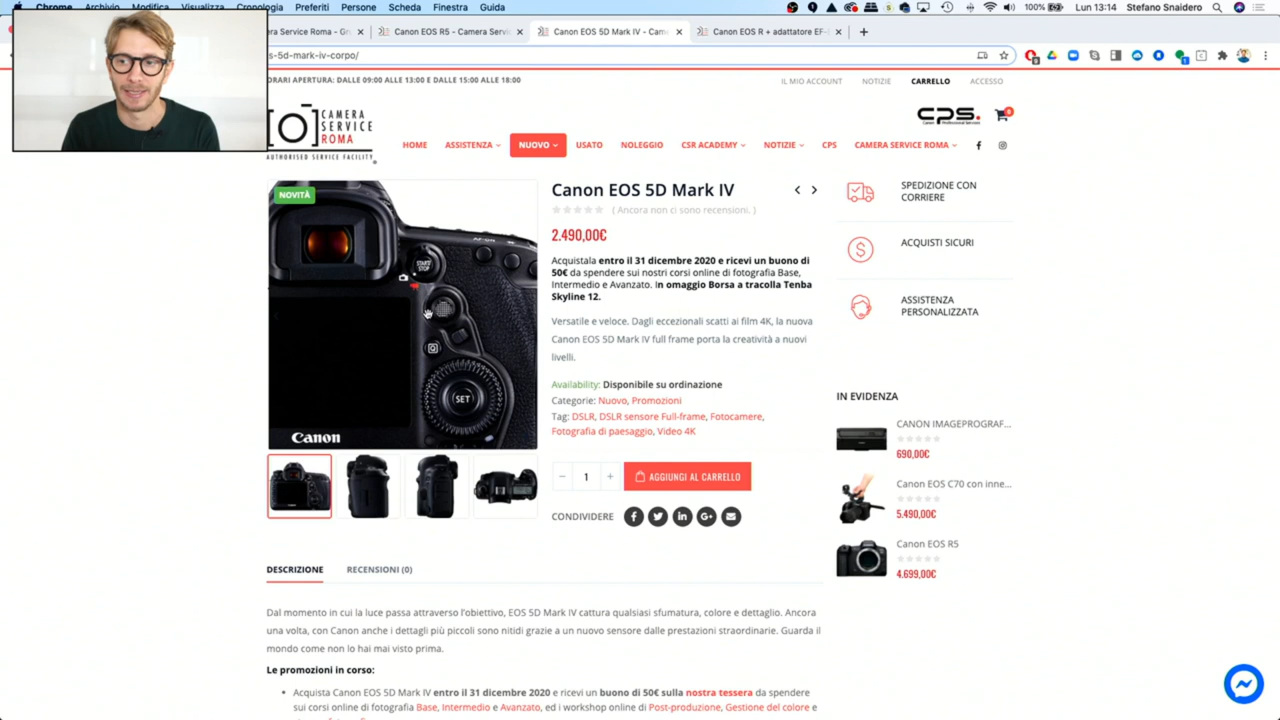 Chrome Archivio Modifica Visualizza Cronologia Preferiti Persone Scheda Finestra Guida 100% Lun 13:14 Stefano Snaidero
Canon EOS R5 - Camera Servi Canon EOS 5D Mark IV - Cam Canon EOS R + adattatore EF-
s-5d-mark-iv-corpo/
ORARI APERTURA: DALLE 09:00 ALLE 13:00 E DALLE 15:00 ALLE 18:00
IL MIO ACCOUNT NOTIZIE CARRELLO ACCESSO
CAMERA
SERVICE
ROMA
AUTHORISED SERVICE FACILITY
CPS.
Canon Professional Services
0
HOME ASSISTENZA NUOVO USATO NOLEGGIO CSR ACADEMY NOTIZIE CPS CAMERA SERVICE ROMA
NOVITÀ
START/
STOP
SET
Canon
Canon EOS 5D Mark IV
( Ancora non ci sono recensioni. )
2.490,00€
Acquistala entro il 31 dicembre 2020 e ricevi un buono di
50€ da spendere sui nostri corsi online di fotografia Base,
Intermedio e Avanzato. In omaggio Borsa a tracolla Tenba
Skyline 12.
Versatile e veloce. Dagli eccezionali scatti ai film 4K, la nuova
Canon EOS 5D Mark IV full frame porta la creatività a nuovi
livelli.
Availability: Disponibile su ordinazione
Categorie: Nuovo, Promozioni
Tag: DSLR, DSLR sensore Full-frame, Fotocamere,
Fotografia di paesaggio, Video 4K
− 1 + AGGIUNGI AL CARRELLO
CONDIVIDERE
SPEDIZIONE CON
CORRIERE
ACQUISTI SICURI
ASSISTENZA
PERSONALIZZATA
IN EVIDENZA
CANON IMAGEPROGRAF...
690,00€
Canon EOS C70 con inne...
5.490,00€
Canon EOS R5
4.699,00€
DESCRIZIONE RECENSIONI (0)
Dal momento in cui la luce passa attraverso l'obiettivo, EOS 5D Mark IV cattura qualsiasi sfumatura, colore e dettaglio. Ancora
una volta, con Canon anche i dettagli più piccoli sono nitidi grazie a un nuovo sensore dalle prestazioni straordinarie. Guarda il
mondo come non lo hai mai visto prima.
Le promozioni in corso:
• Acquista Canon EOS 5D Mark IV entro il 31 dicembre 2020 e ricevi un buono di 50€ sulla nostra tessera da spendere
sui corsi online di fotografia Base, Intermedio e Avanzato, ed i workshop online di Post-produzione, Gestione del colore e